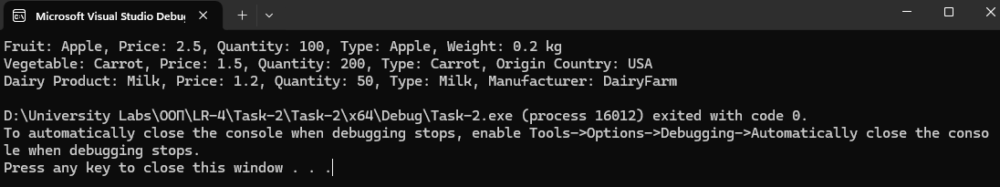 Microsoft Visual Studio Debug
Fruit: Apple, Price: 2.5, Quantity: 100, Type: Apple, Weight: 0.2 kg
Vegetable: Carrot, Price: 1.5, Quantity: 200, Type: Carrot, Origin Country: USA
Dairy Product: Milk, Price: 1.2, Quantity: 50, Type: Milk, Manufacturer: DairyFarm
D:\University Labs\ООП\LR-4\Task-2\Task-2\x64\Debug\Task-2.exe (process 16012) exited with code 0.
To automatically close the console when debugging stops, enable Tools->Options->Debugging->Automatically close the conso
le when debugging stops.
Press any key to close this window . . .